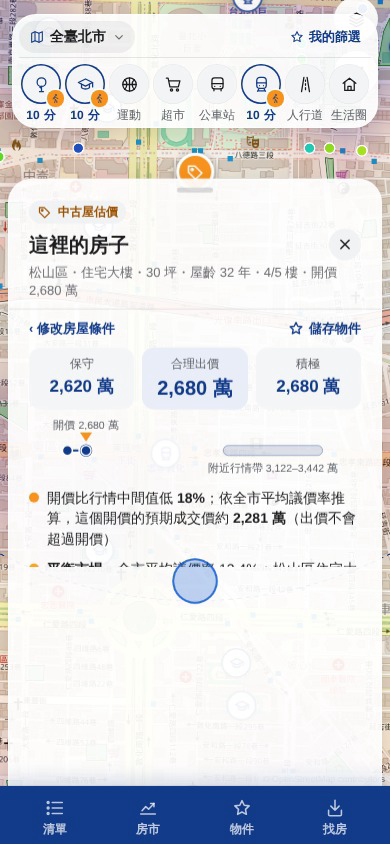 全臺北市
我的篩選
10 分
10 分
運動
超市
公車站
10 分
人行道
生活圈
八德路三段
中崙
中古屋估價
這裡的房子
松山區・住宅大樓・30 坪・屋齡 32 年・4/5 樓・開價
2,680 萬
‹ 修改房屋條件
儲存物件
保守
2,620 萬
合理出價
2,680 萬
積極
2,680 萬
開價 2,680 萬
附近行情帶 3,122–3,442 萬
開價比行情中間值低 18%；依全市平均議價率推
算，這個開價的預期成交價約 2,281 萬（出價不會
超過開價）
清單
房市
物件
找房